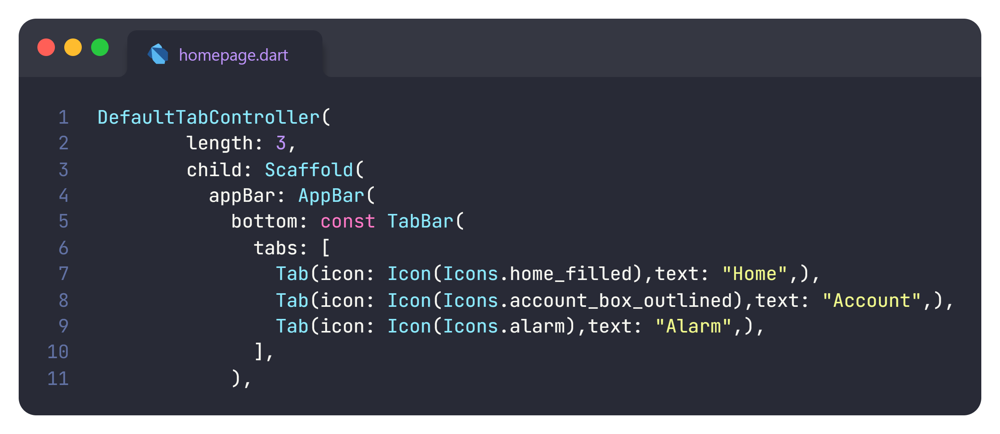 homepage.dart
1 DefaultTabController(
2         length: 3,
3         child: Scaffold(
4           appBar: AppBar(
5             bottom: const TabBar(
6               tabs: [
7                 Tab(icon: Icon(Icons.home_filled),text: "Home",),
8                 Tab(icon: Icon(Icons.account_box_outlined),text: "Account",),
9                 Tab(icon: Icon(Icons.alarm),text: "Alarm",),
10               ],
11             ),